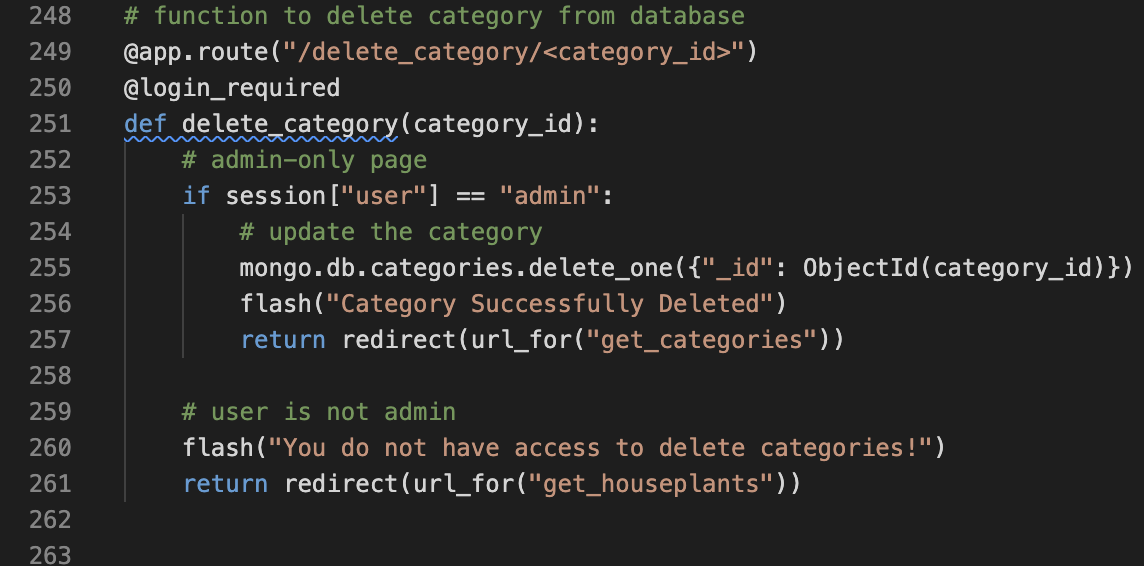 248 # function to delete category from database
249 @app.route("/delete_category/<category_id>")
250 @login_required
251 def delete_category(category_id):
252     # admin-only page
253     if session["user"] == "admin":
254         # update the category
255         mongo.db.categories.delete_one({"_id": ObjectId(category_id)})
256         flash("Category Successfully Deleted")
257         return redirect(url_for("get_categories"))
258
259     # user is not admin
260     flash("You do not have access to delete categories!")
261     return redirect(url_for("get_houseplants"))
262
263